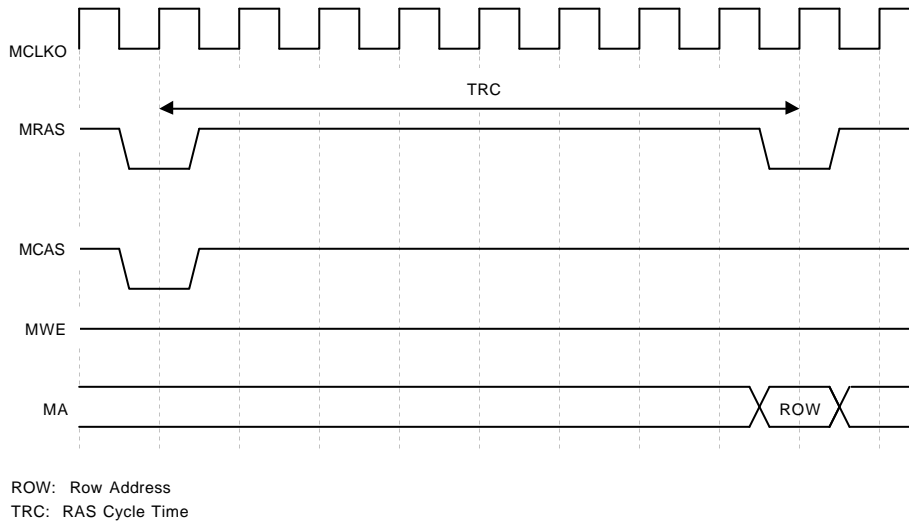 MCLKO
TRC
MRAS
MCAS
MWE
MA
ROW
ROW: Row Address
TRC: RAS Cycle Time